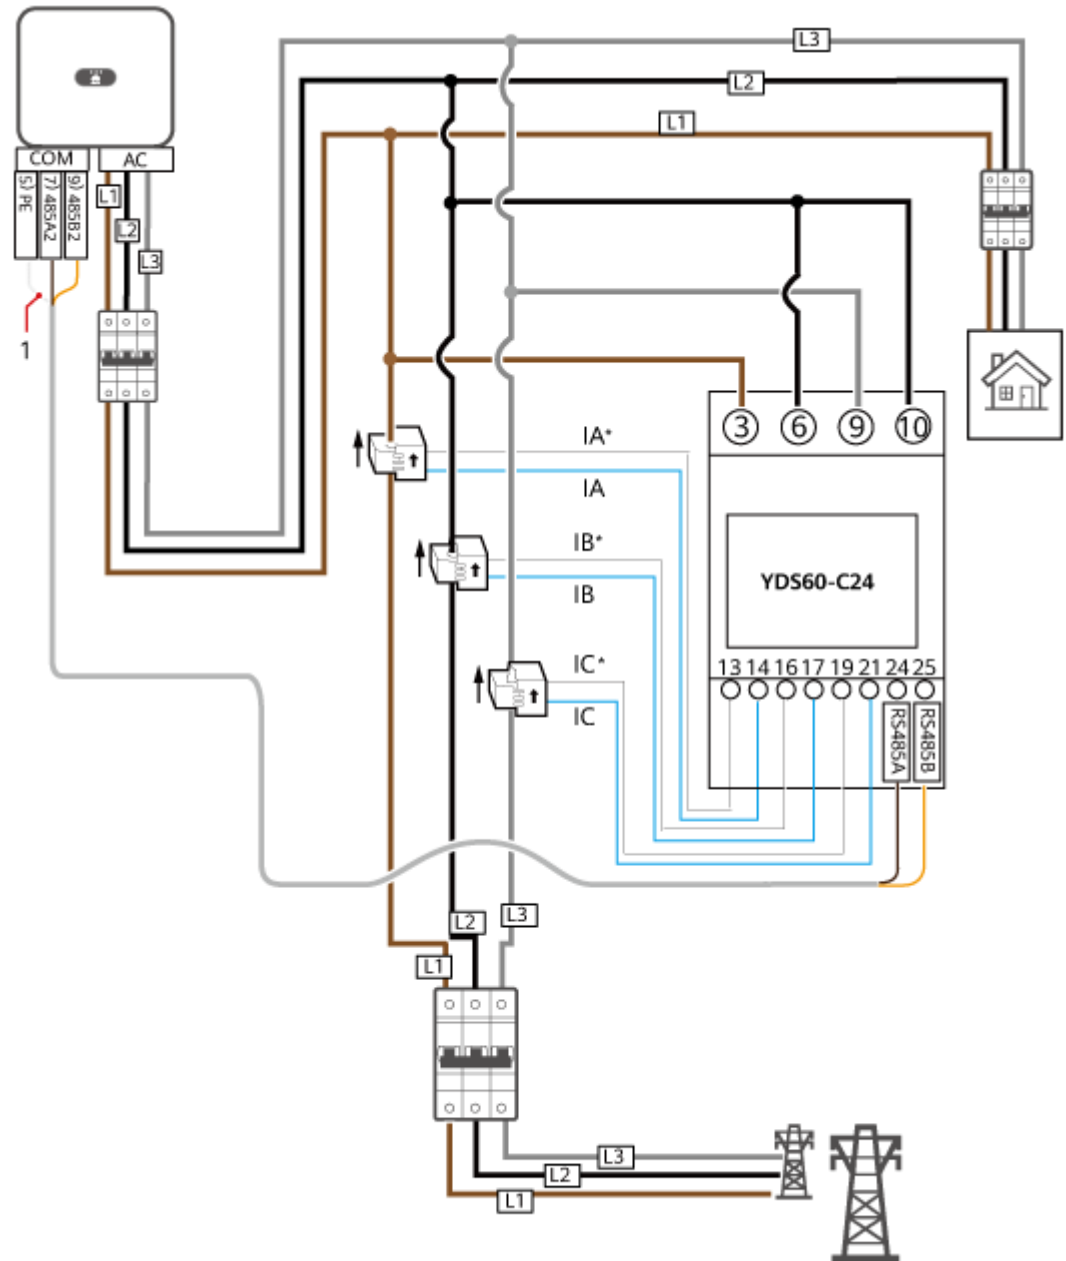 L3
L2
L1
COM
AC
5) PE
7) 485A2
9) 485B2
L1
L2
L3
1
3
6
9
10
IA*
IA
IB*
IB
IC*
IC
YDS60-C24
13 14 16 17 19 21 24 25
RS485A
RS485B
L2
L3
L1
L3
L2
L1